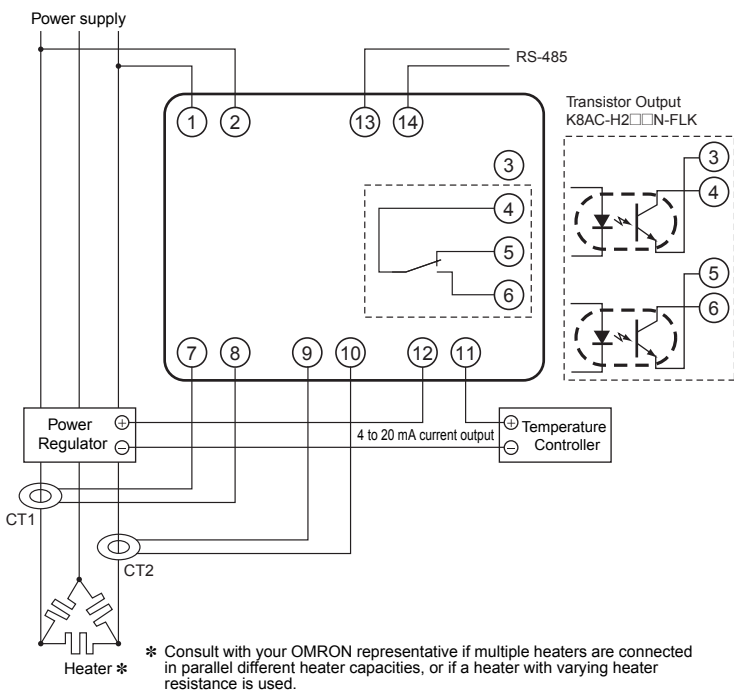 Power supply
RS-485
1
2
13
14
Transistor Output
K8AC-H2□□N-FLK
3
4
5
6
3
4
5
6
7
8
9
10
12
11
Power
Regulator
+
−
4 to 20 mA current output
+
−
Temperature
Controller
CT1
CT2
Heater ✻
✻ Consult with your OMRON representative if multiple heaters are connected
in parallel different heater capacities, or if a heater with varying heater
resistance is used.